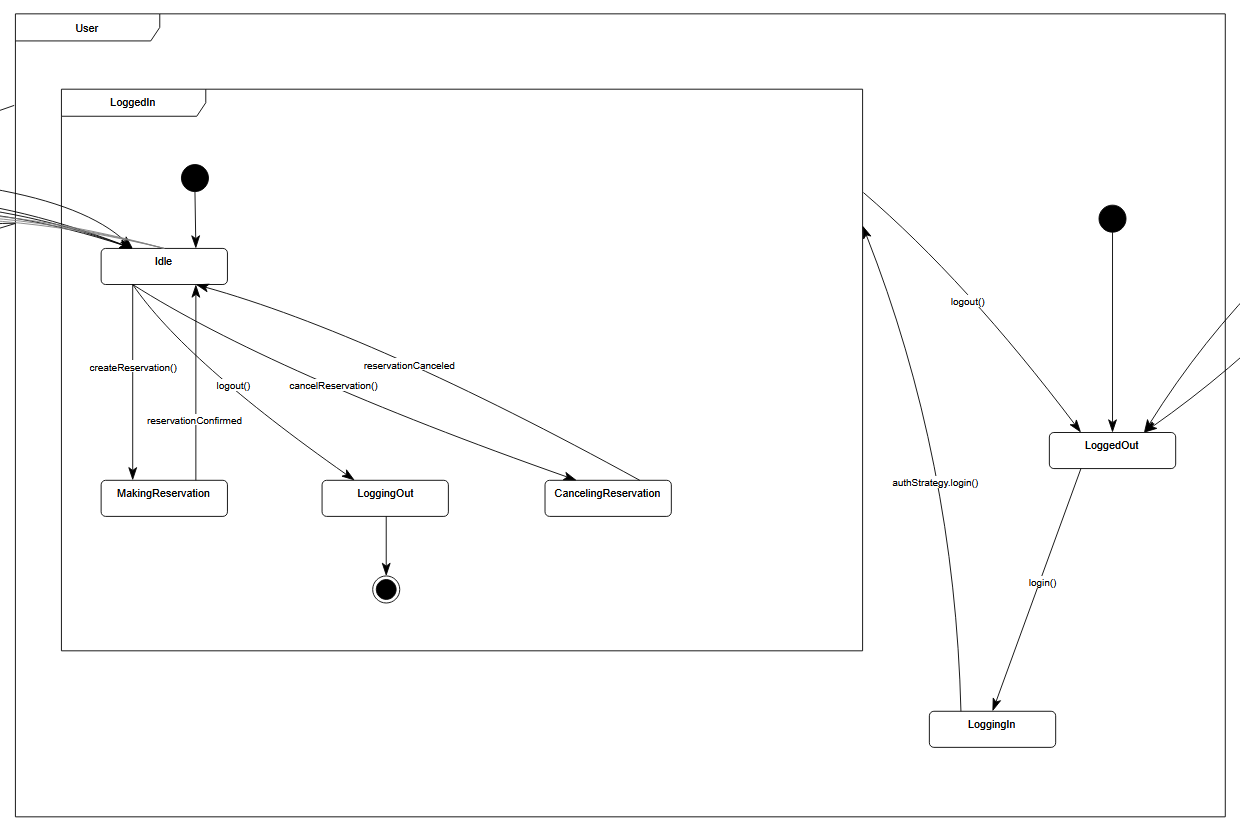 User
LoggedIn
Idle
logout()
createReservation()
reservationCanceled
logout()
cancelReservation()
reservationConfirmed
LoggedOut
authStrategy.login()
MakingReservation
LoggingOut
CancelingReservation
login()
LoggingIn